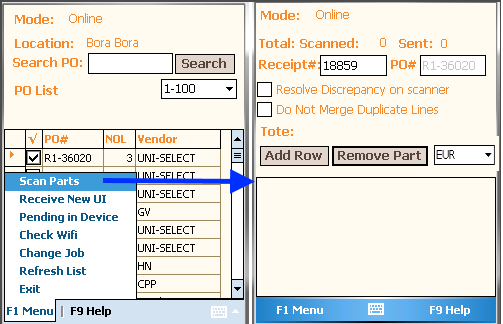 Mode: Online
Location: Bora Bora
Search PO: Search
PO List 1-100
√ PO# NOL Vendor
R1-36020 3 UNI-SELECT
UNI-SELECT
UNI-SELECT
GV
UNI-SELECT
UNI-SELECT
HN
CPP
Scan Parts
Receive New UI
Pending in Device
Check Wifi
Change Job
Refresh List
Exit
F1 Menu | F9 Help
Mode: Online
Total: Scanned: 0 Sent: 0
Receipt#: 18859 PO# R1-36020
Resolve Discrepancy on scanner
Do Not Merge Duplicate Lines
Tote:
Add Row Remove Part EUR
F1 Menu F9 Help